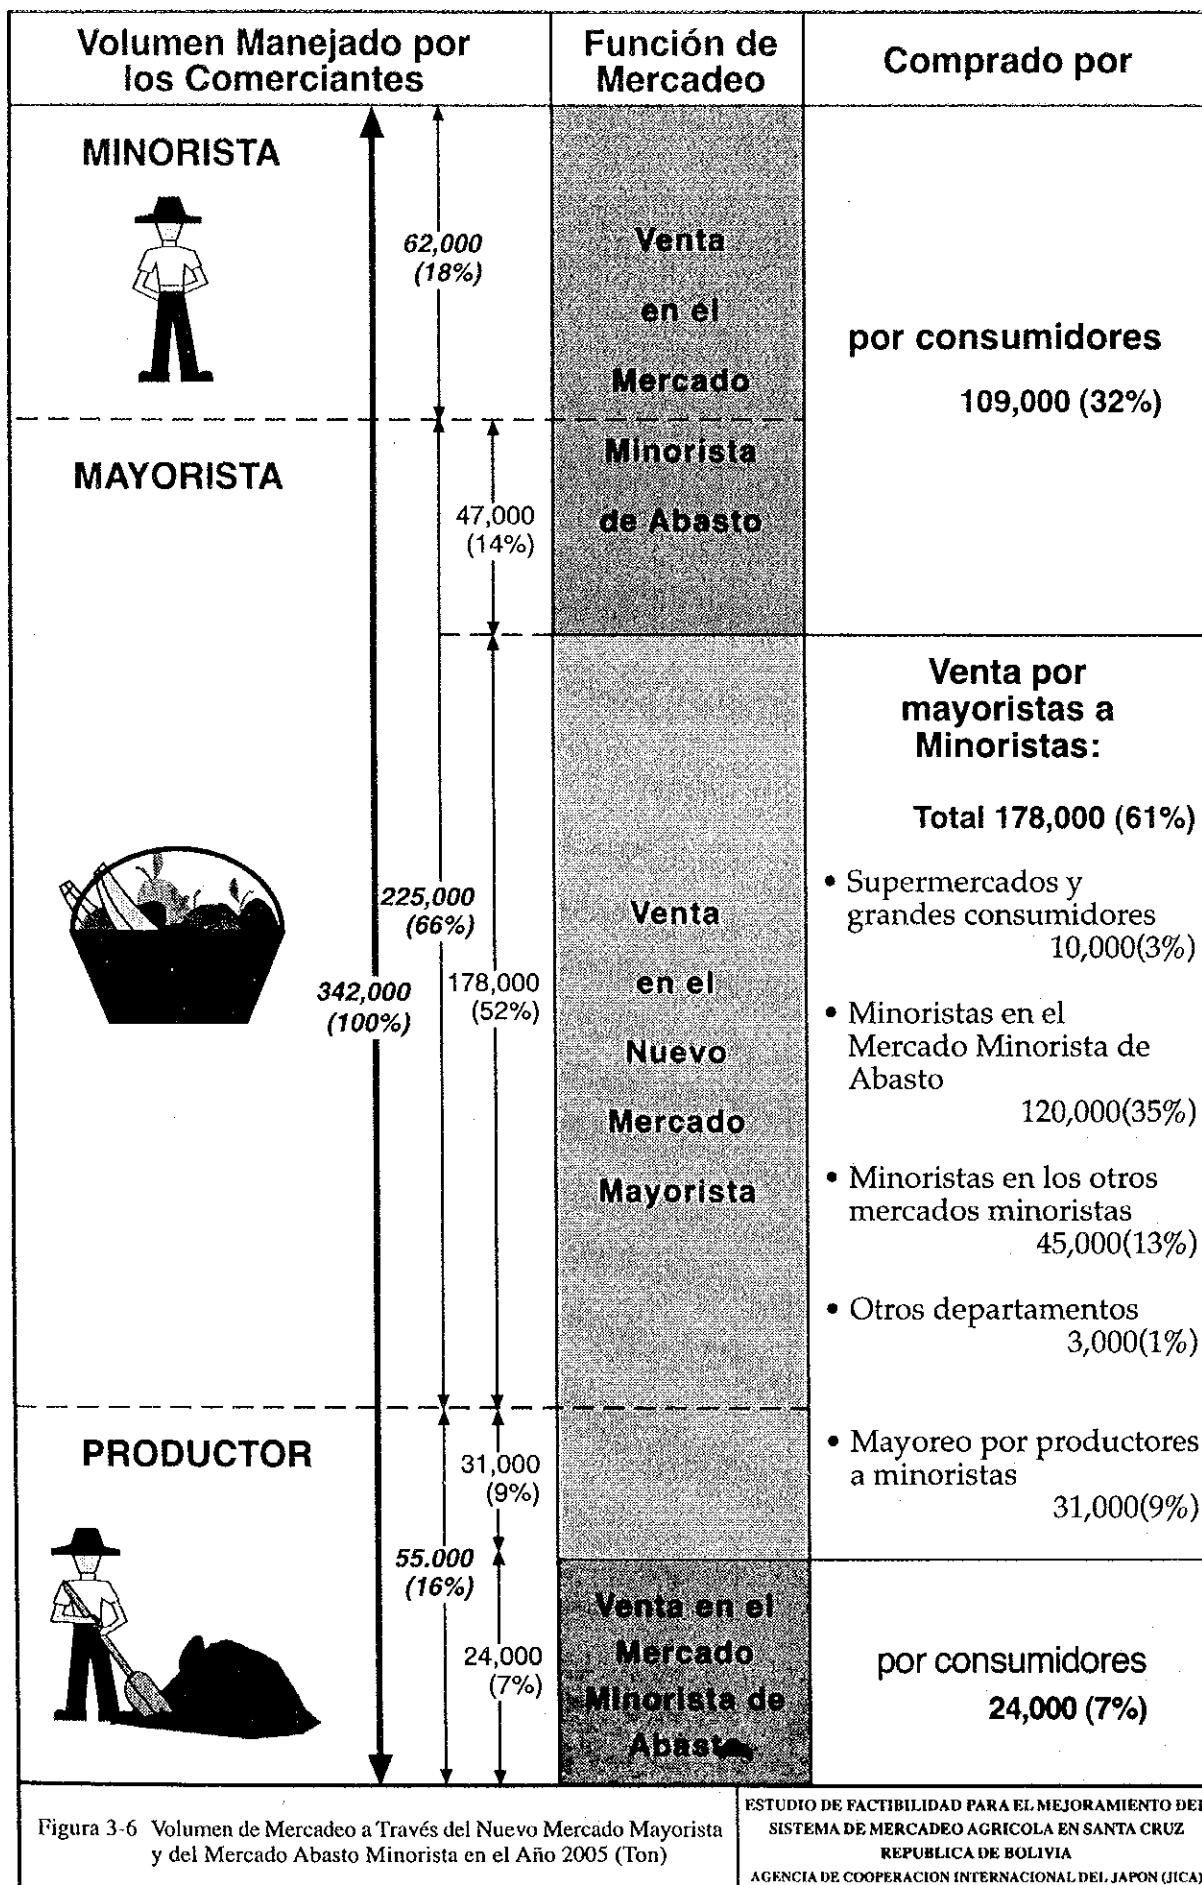 Volumen Manejado por
los Comerciantes
Función de
Mercadeo
Comprado por
MINORISTA
62,000
(18%)
Venta
en el
Mercado
Minorista
de Abasto
por consumidores
109,000 (32%)
MAYORISTA
47,000
(14%)
225,000
(66%)
342,000
(100%)
178,000
(52%)
Venta
en el
Nuevo
Mercado
Mayorista
Venta por
mayoristas a
Minoristas:
Total 178,000 (61%)
• Supermercados y
grandes consumidores
10,000(3%)
• Minoristas en el
Mercado Minorista de
Abasto
120,000(35%)
• Minoristas en los otros
mercados minoristas
45,000(13%)
• Otros departamentos
3,000(1%)
PRODUCTOR
31,000
(9%)
55.000
(16%)
24,000
(7%)
• Mayoreo por productores
a minoristas
31,000(9%)
Venta en el
Mercado
Minorista de
Abasto
por consumidores
24,000 (7%)
Figura 3-6 Volumen de Mercadeo a Través del Nuevo Mercado Mayorista
y del Mercado Abasto Minorista en el Año 2005 (Ton)
ESTUDIO DE FACTIBILIDAD PARA EL MEJORAMIENTO DEL
SISTEMA DE MERCADEO AGRICOLA EN SANTA CRUZ
REPUBLICA DE BOLIVIA
AGENCIA DE COOPERACION INTERNACIONAL DEL JAPON (JICA)